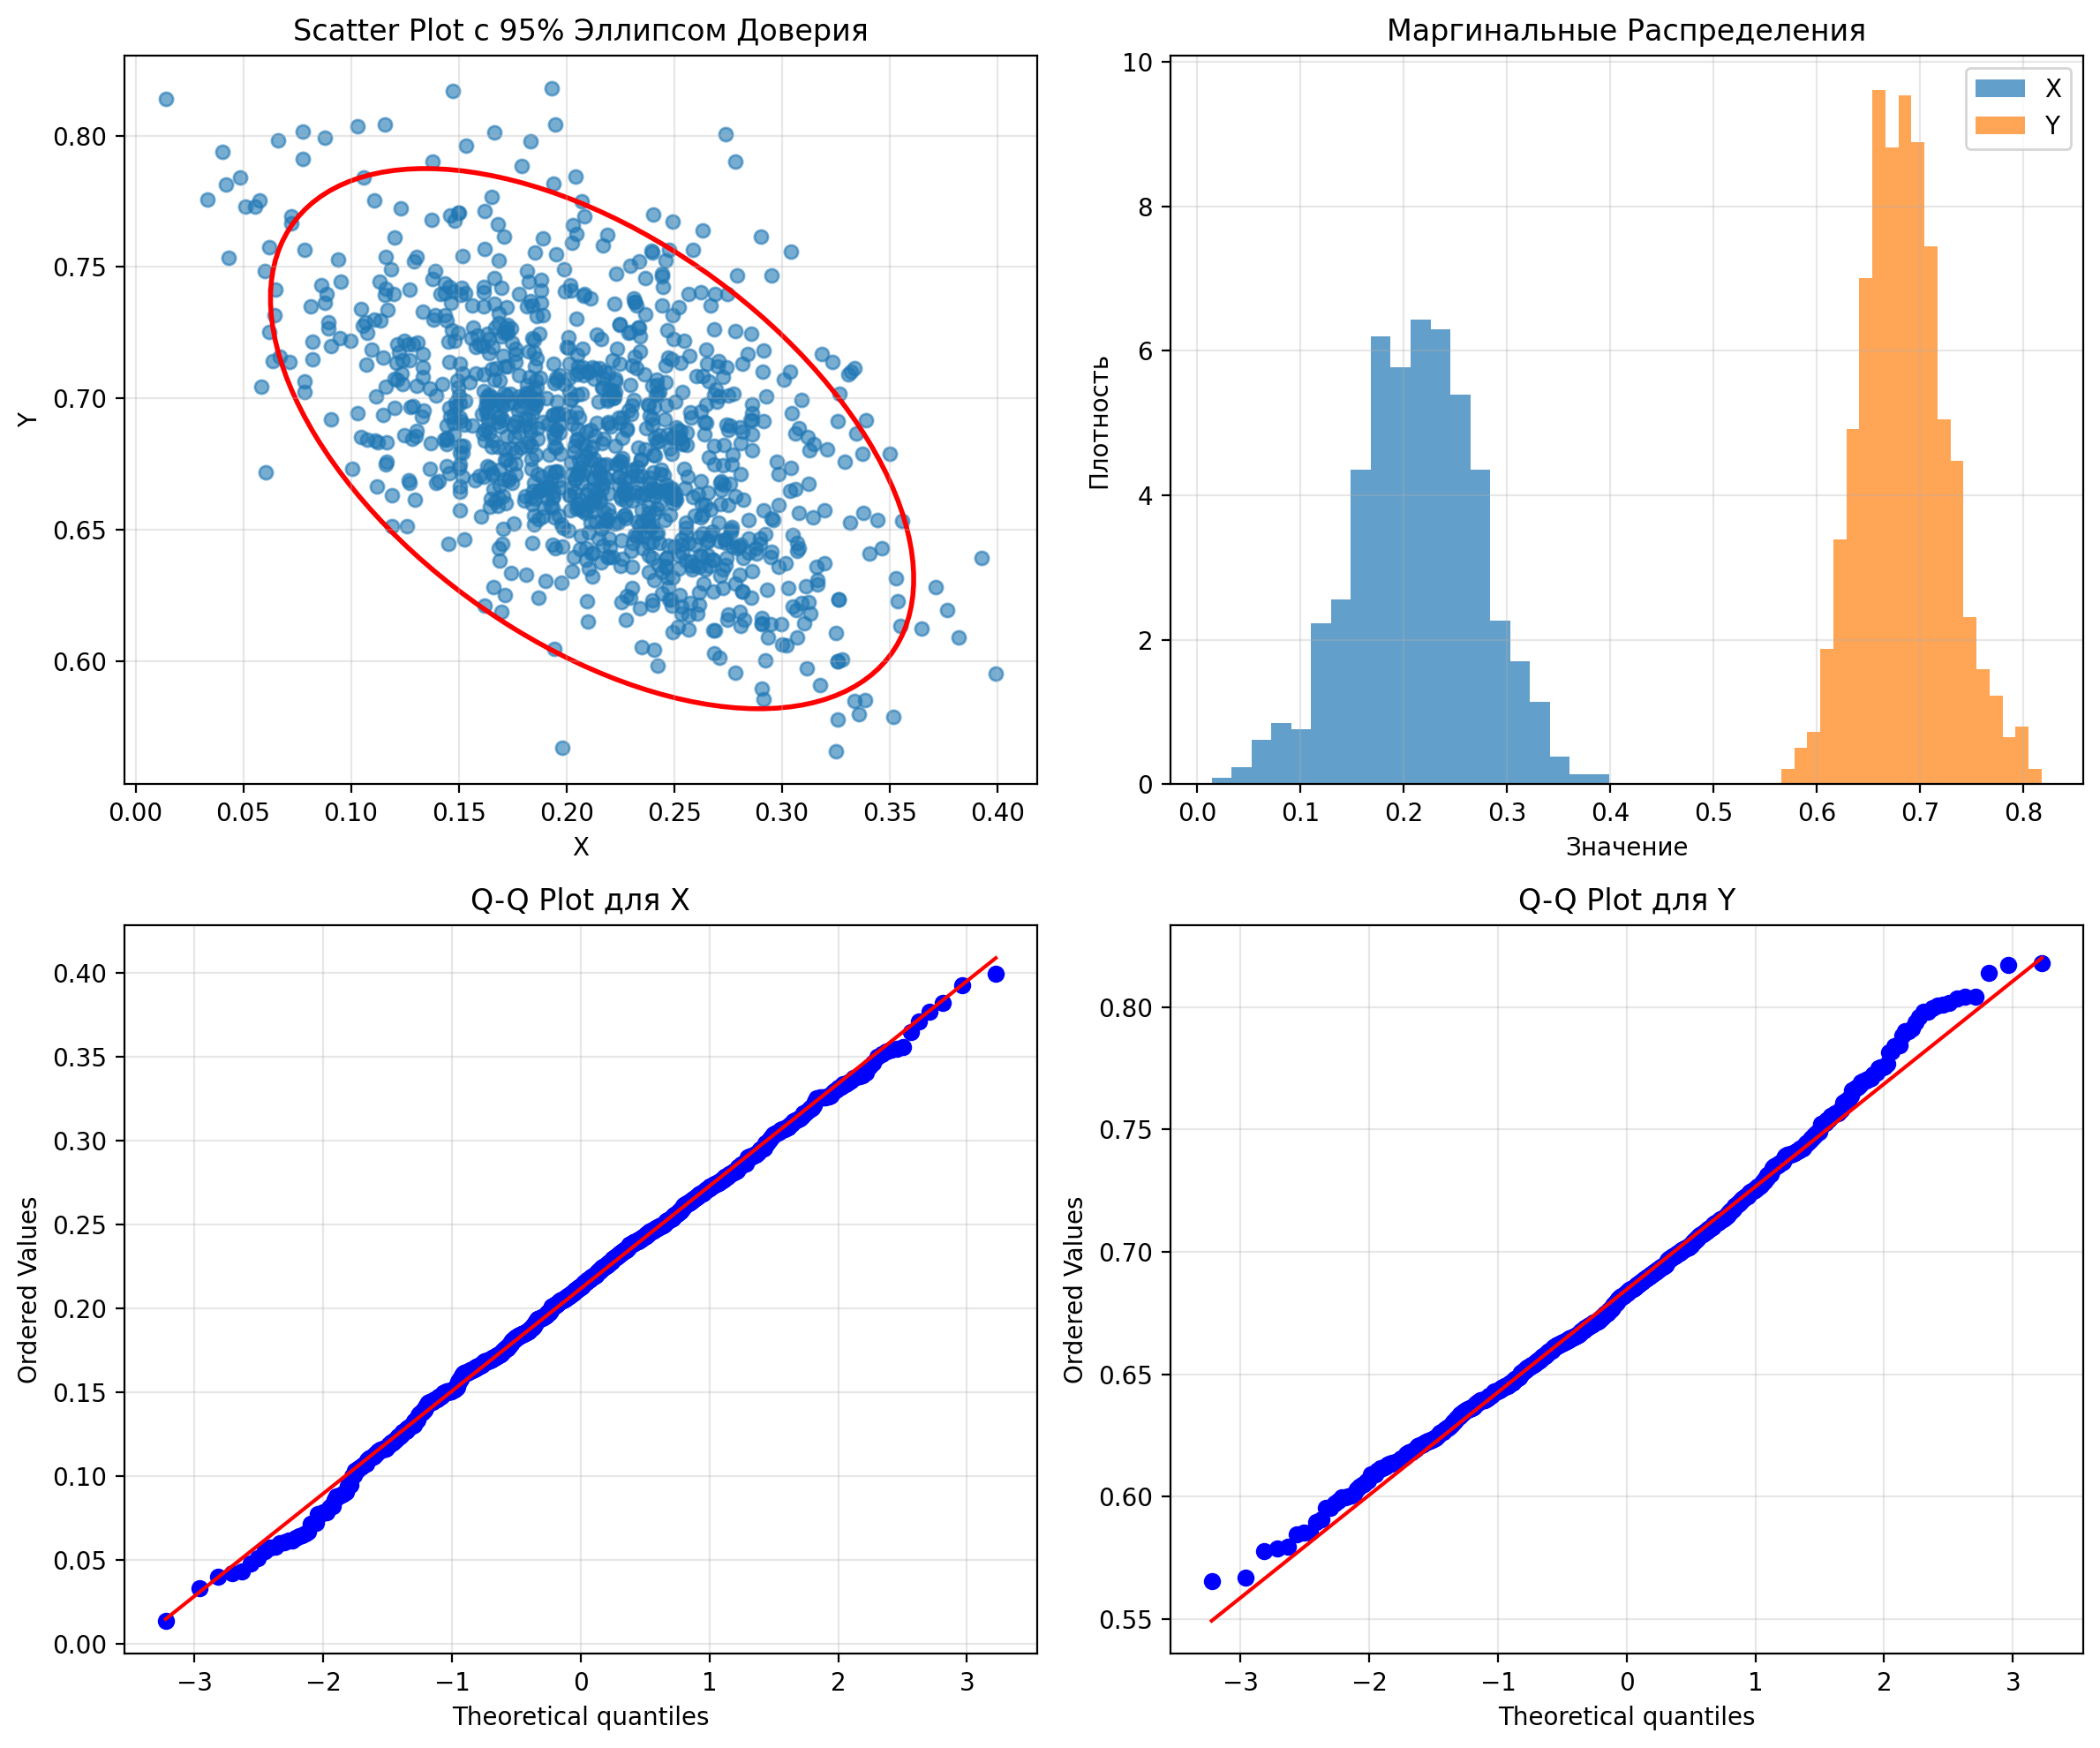 Scatter Plot с 95% Эллипсом Доверия
Y
0.80
0.75
0.70
0.65
0.60
0.00 0.05 0.10 0.15 0.20 0.25 0.30 0.35 0.40
X
Маргинальные Распределения
X
Y
Плотность
10
8
6
4
2
0
0.0 0.1 0.2 0.3 0.4 0.5 0.6 0.7 0.8
Значение
Q-Q Plot для X
Ordered Values
0.40
0.35
0.30
0.25
0.20
0.15
0.10
0.05
0.00
−3 −2 −1 0 1 2 3
Theoretical quantiles
Q-Q Plot для Y
Ordered Values
0.80
0.75
0.70
0.65
0.60
0.55
−3 −2 −1 0 1 2 3
Theoretical quantiles